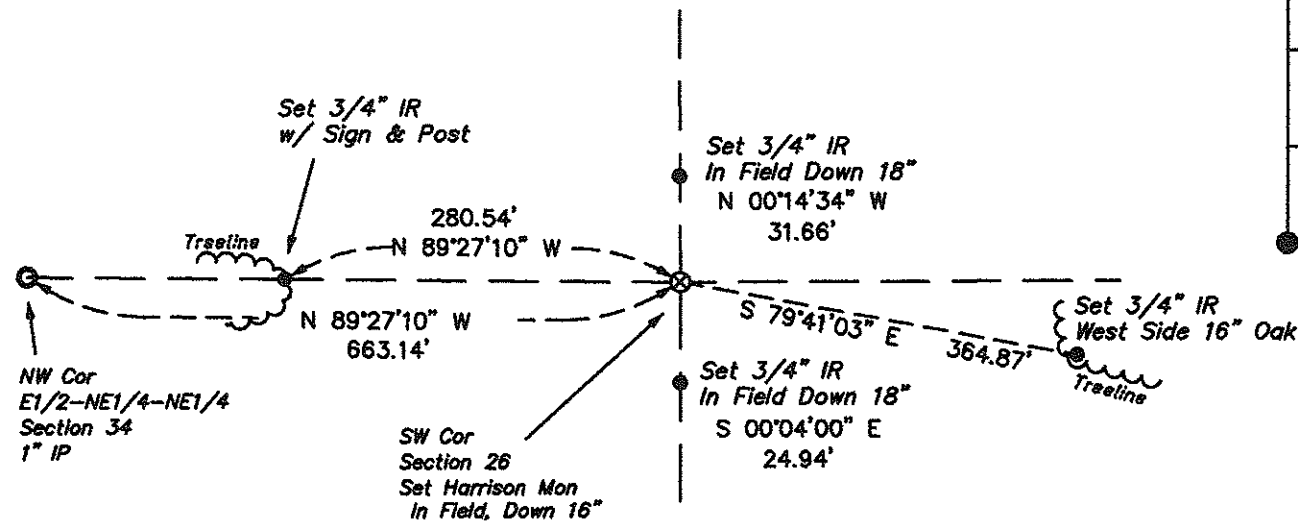 Set 3/4" IR
w/ Sign & Post
Set 3/4" IR
In Field Down 18"
N 00°14'34" W
31.66'
280.54'
N 89°27'10" W
Treeline
N 89°27'10" W
663.14'
S 79°41'03" E
364.87'
Set 3/4" IR
West Side 16" Oak
Treeline
NW Cor
E1/2-NE1/4-NE1/4
Section 34
1" IP
Set 3/4" IR
In Field Down 18"
S 00°04'00" E
24.94'
SW Cor
Section 26
Set Harrison Mon
In Field, Down 16"